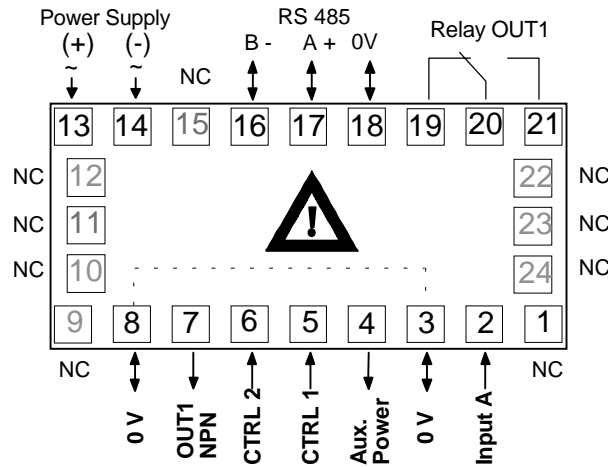 Power Supply
RS 485
Relay OUT1
(+)
(-)
B -
A +
0V
~
~
NC
13
14
15
16
17
18
19
20
21
NC
12
22
NC
NC
11
!
23
NC
NC
10
24
NC
9
8
7
6
5
4
3
2
1
NC
NC
0 V
OUT1
NPN
CTRL 2
CTRL 1
Aux.
Power
0 V
Input A